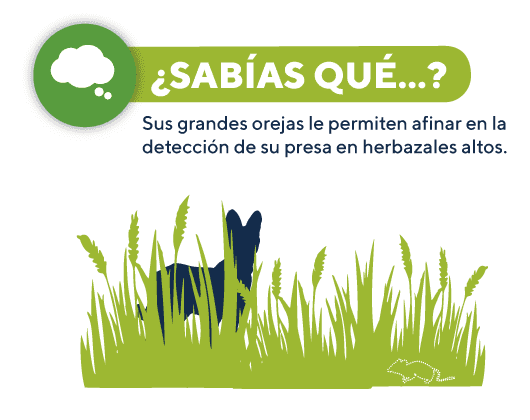 ¿SABÍAS QUÉ...?
Sus grandes orejas le permiten afinar en la
detección de su presa en herbazales altos.